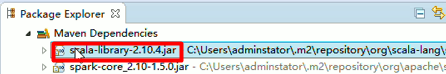 Package Explorer
Maven Dependencies
scala-library-2.10.4.jar - C:\Users\adminstator\.m2\repository\org\scala-lang\
spark-core_2.10-1.5.0.jar - C:\Users\adminstator\.m2\repository\org\apache\s